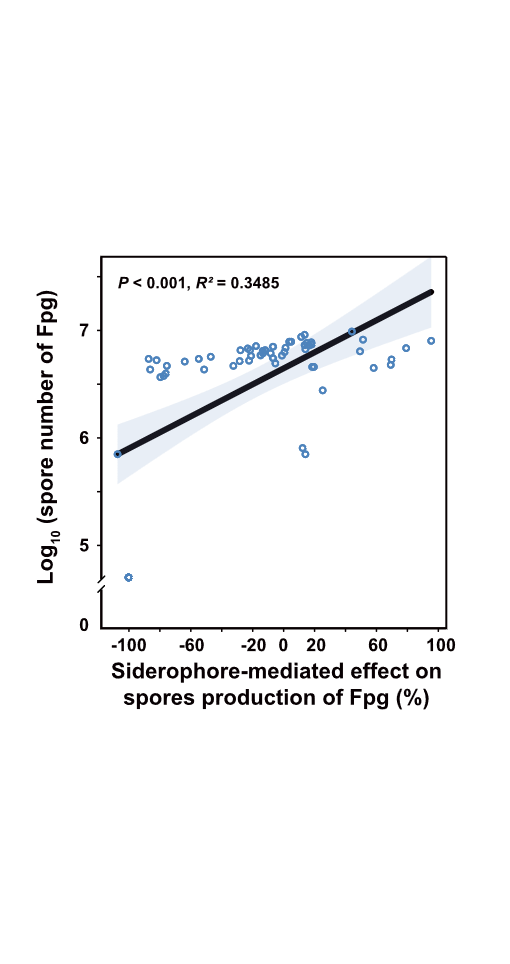 P < 0.001, R² = 0.3485
Log10 (spore number of Fpg)
7
6
5
0
-100 -60 -20 0 20 60 100
Siderophore-mediated effect on
spores production of Fpg (%)